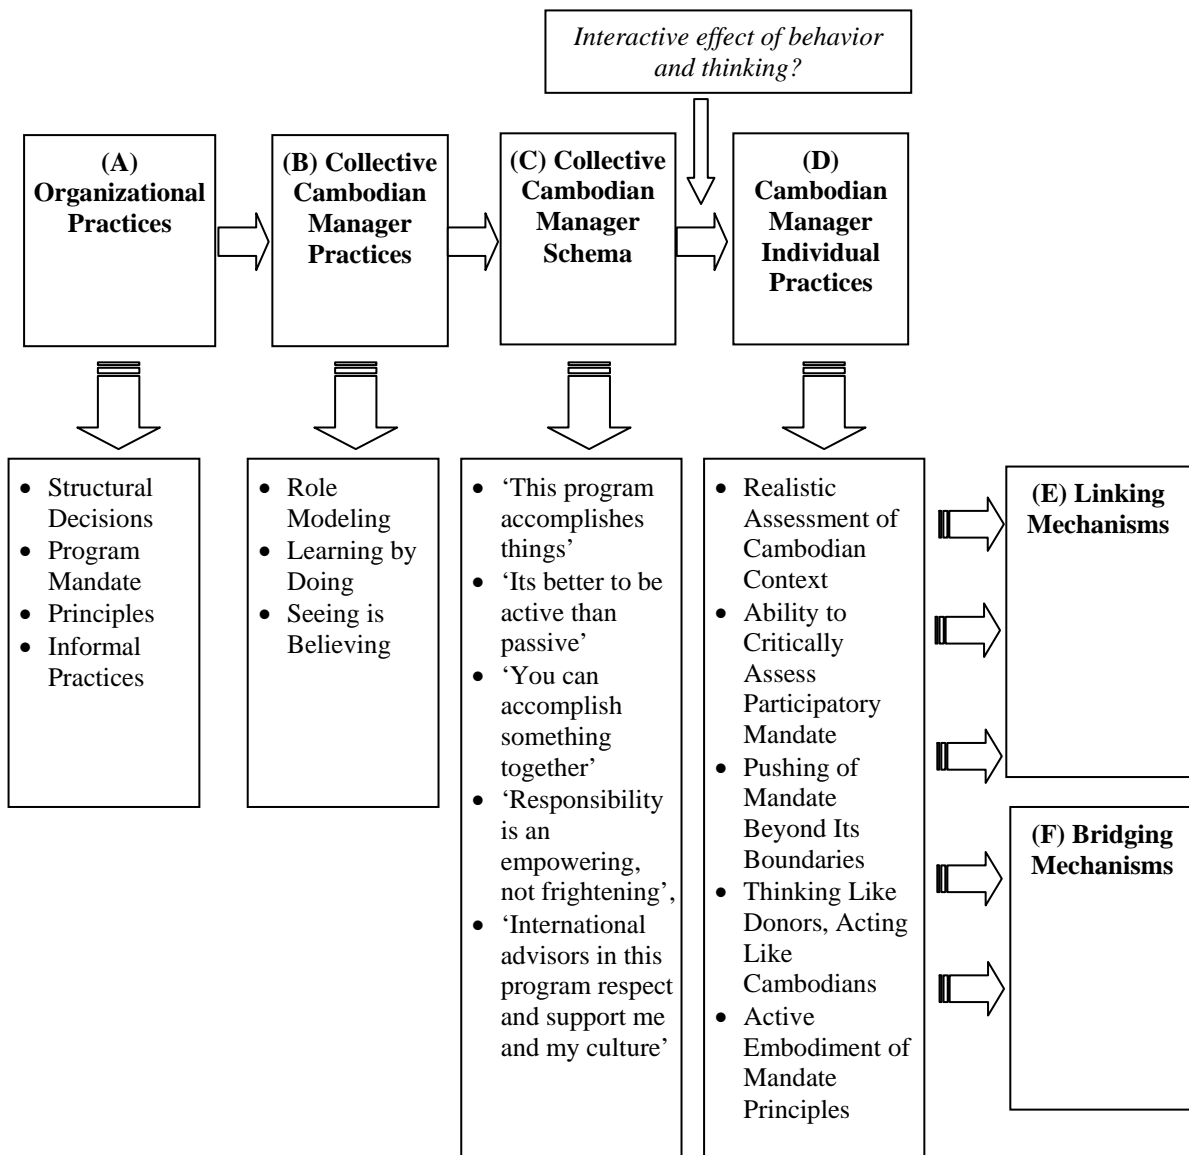 Interactive effect of behavior
and thinking?
(A)
Organizational
Practices
(B) Collective
Cambodian
Manager
Practices
(C) Collective
Cambodian
Manager
Schema
(D)
Cambodian
Manager
Individual
Practices
• Structural
Decisions
• Program
Mandate
• Principles
• Informal
Practices
• Role
Modeling
• Learning by
Doing
• Seeing is
Believing
• ‘This program
accomplishes
things’
• ‘Its better to be
active than
passive’
• ‘You can
accomplish
something
together’
• ‘Responsibility
is an
empowering,
not frightening’,
• ‘International
advisors in this
program respect
and support me
and my culture’
• Realistic
Assessment of
Cambodian
Context
• Ability to
Critically
Assess
Participatory
Mandate
• Pushing of
Mandate
Beyond Its
Boundaries
• Thinking Like
Donors, Acting
Like
Cambodians
• Active
Embodiment of
Mandate
Principles
(E) Linking
Mechanisms
(F) Bridging
Mechanisms